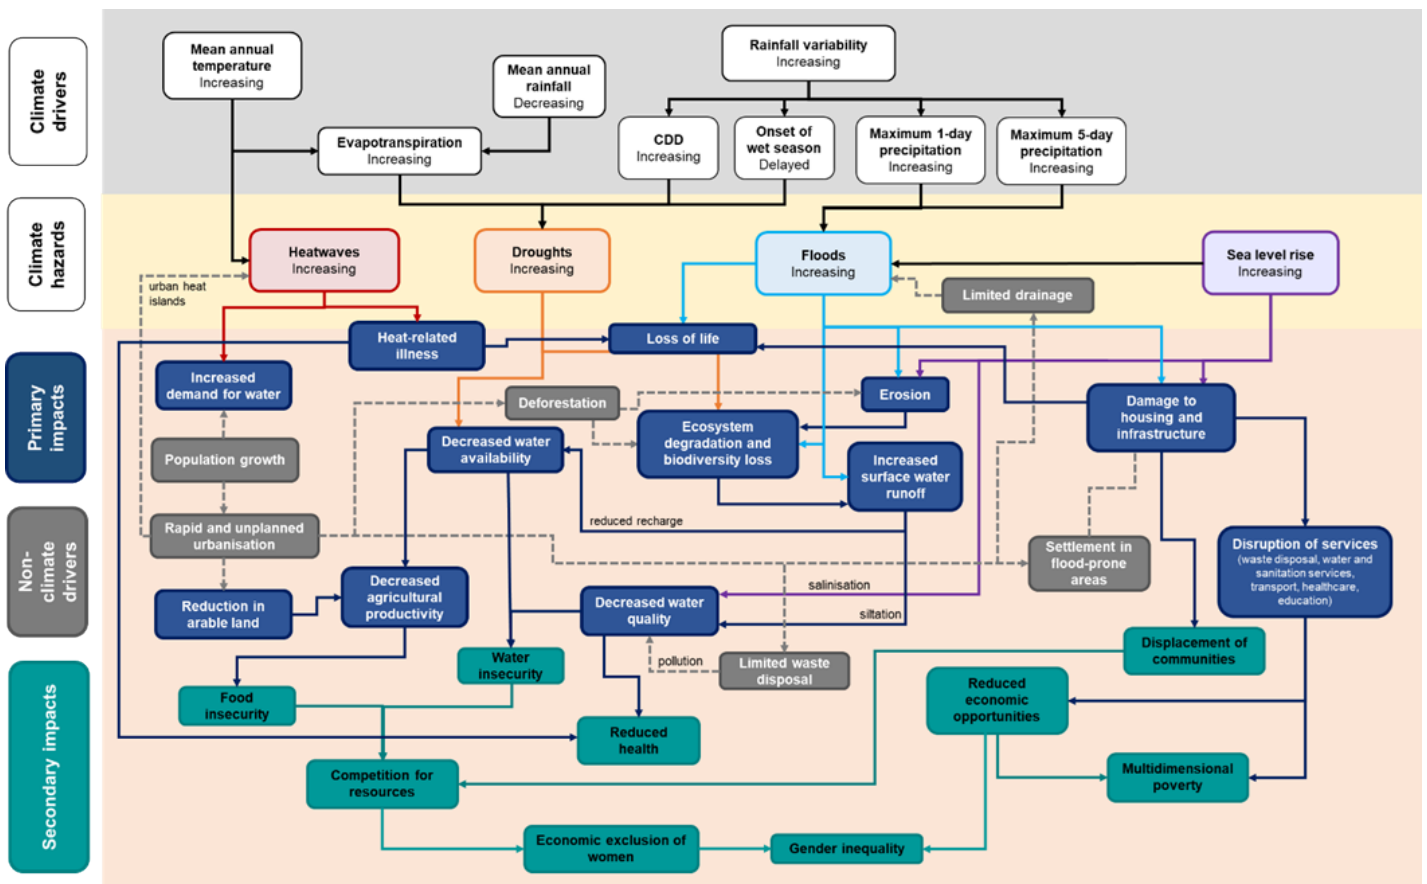 Climate
drivers
Mean annual
temperature
Increasing
Mean annual
rainfall
Decreasing
Rainfall variability
Increasing
Evapotranspiration
Increasing
CDD
Increasing
Onset of
wet season
Delayed
Maximum 1-day
precipitation
Increasing
Maximum 5-day
precipitation
Increasing
Climate
hazards
Heatwaves
Increasing
Droughts
Increasing
Floods
Increasing
Sea level rise
Increasing
urban heat
islands
Limited drainage
Primary
impacts
Heat-related
illness
Loss of life
Increased
demand for water
Deforestation
Erosion
Damage to
housing and
infrastructure
Population growth
Decreased water
availability
Ecosystem
degradation and
biodiversity loss
Increased
surface water
runoff
Non-
climate
drivers
Rapid and unplanned
urbanisation
reduced recharge
Settlement in
flood-prone
areas
Disruption of services
(waste disposal, water and
sanitation services,
transport, healthcare,
education)
Reduction in
arable land
Decreased
agricultural
productivity
Decreased water
quality
salinisation
siltation
pollution
Limited waste
disposal
Displacement of
communities
Secondary impacts
Water
insecurity
Food
insecurity
Reduced
health
Reduced
economic
opportunities
Competition for
resources
Multidimensional
poverty
Economic exclusion of
women
Gender inequality